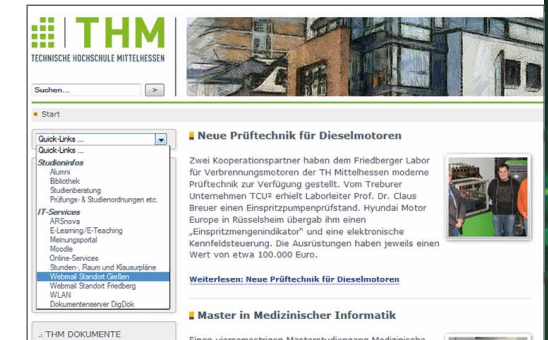 THM
TECHNISCHE HOCHSCHULE MITTELHESSEN
Suchen...
>
Start
Quick-Links ...
Quick-Links ...
Studieninfos
Alumni
Bibliothek
Studienberatung
Prüfungs- & Studienordnungen etc.
IT-Services
ARSnova
E-Learning/E-Teaching
Meinungsportal
Moodle
Online-Services
Stunden-, Raum und Klausurpläne
Webmail Standort Gießen
Webmail Standort Friedberg
WLAN
Dokumentenserver DigDok
.: THM DOKUMENTE
Neue Prüftechnik für Dieselmotoren
Zwei Kooperationspartner haben dem Friedberger Labor
für Verbrennungsmotoren der TH Mittelhessen moderne
Prüftechnik zur Verfügung gestellt. Vom Treburer
Unternehmen TCU² erhielt Laborleiter Prof. Dr. Claus
Breuer einen Einspritzpumpenprüfstand. Hyundai Motor
Europe in Rüsselsheim übergab ihm einen
„Einspritzmengenindikator" und eine elektronische
Kennfeldsteuerung. Die Ausrüstungen haben jeweils einen
Wert von etwa 100.000 Euro.
Weiterlesen: Neue Prüftechnik für Dieselmotoren
Master in Medizinischer Informatik
Einen viersemestrigen Masterstudiengang Medizinische